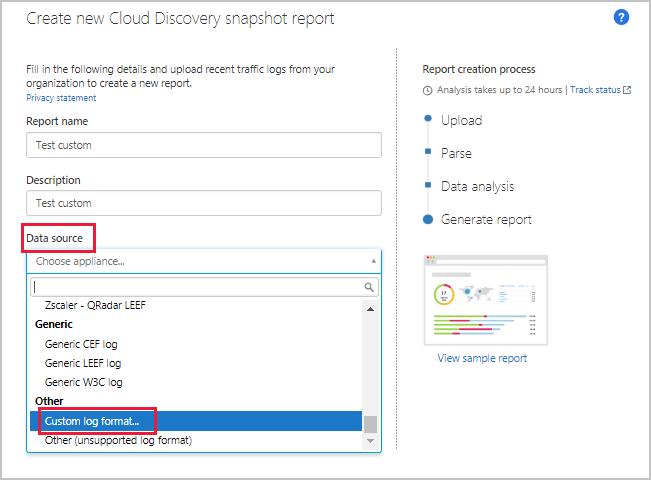 Create new Cloud Discovery snapshot report
?
Fill in the following details and upload recent traffic logs from your
organization to create a new report.
Privacy statement
Report name
Test custom
Description
Test custom
Data source
Choose appliance...
Zscaler - QRadar LEEF
Generic
Generic CEF log
Generic LEEF log
Generic W3C log
Other
Custom log format...
Other (unsupported log format)
Report creation process
Analysis takes up to 24 hours | Track status
Upload
Parse
Data analysis
Generate report
17
View sample report